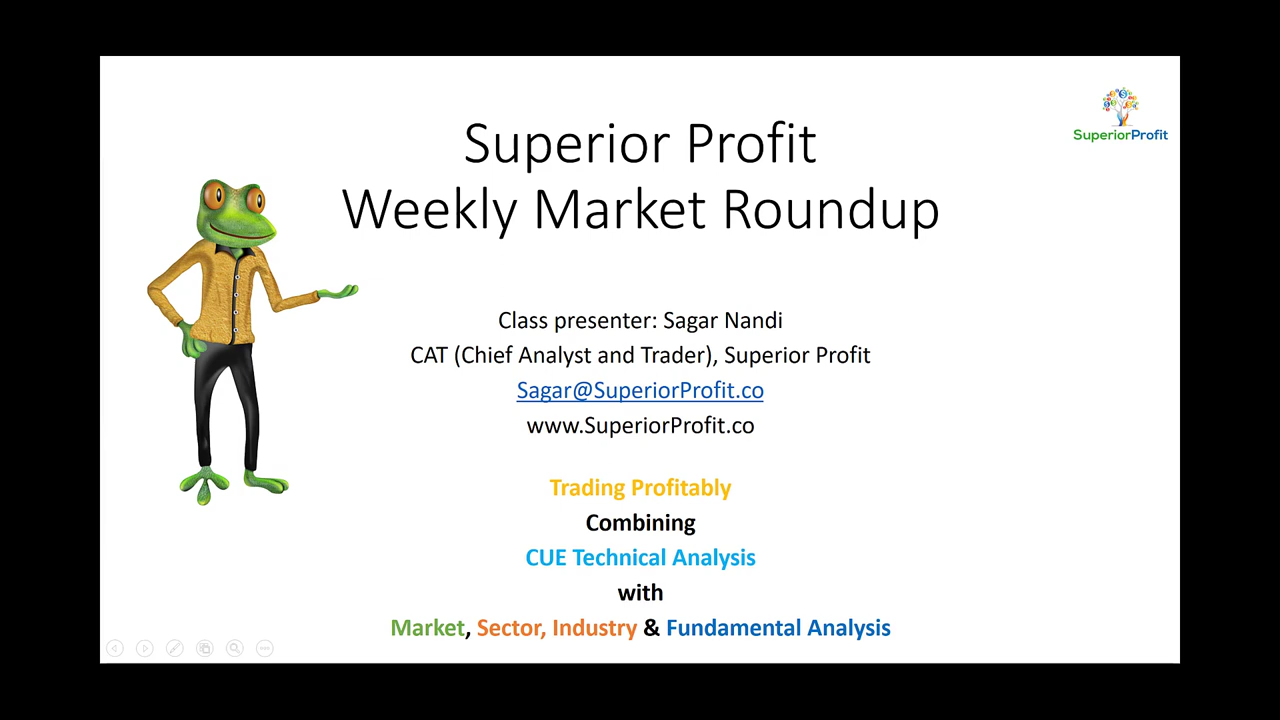 SuperiorProfit
Superior Profit
Weekly Market Roundup
Class presenter: Sagar Nandi
CAT (Chief Analyst and Trader), Superior Profit
Sagar@SuperiorProfit.co
www.SuperiorProfit.co
Trading Profitably
Combining
CUE Technical Analysis
with
Market, Sector, Industry & Fundamental Analysis